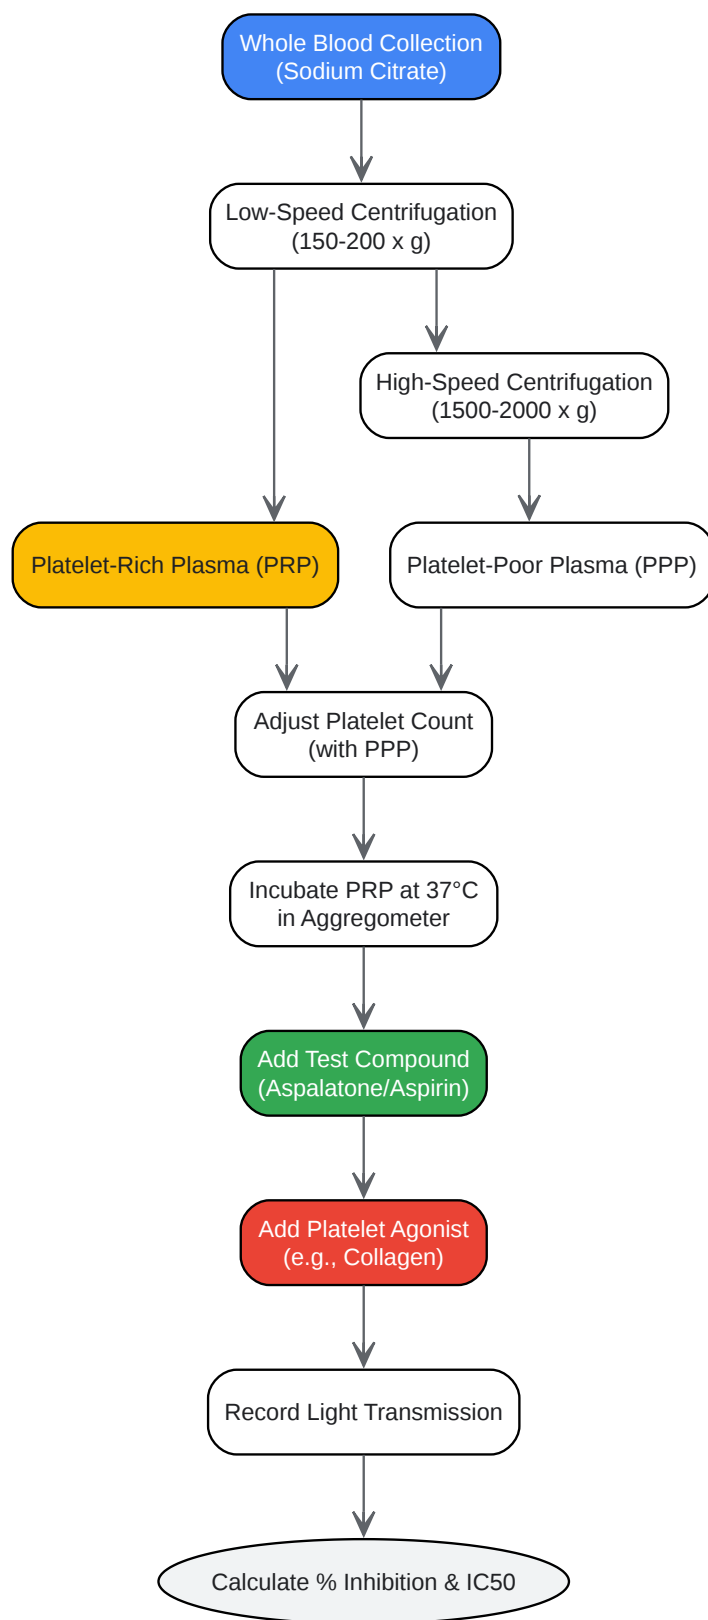 Whole Blood Collection
(Sodium Citrate)
Low-Speed Centrifugation
(150-200 x g)
High-Speed Centrifugation
(1500-2000 x g)
Platelet-Rich Plasma (PRP)
Platelet-Poor Plasma (PPP)
Adjust Platelet Count
(with PPP)
Incubate PRP at 37°C
in Aggregometer
Add Test Compound
(Aspalatone/Aspirin)
Add Platelet Agonist
(e.g., Collagen)
Record Light Transmission
Calculate % Inhibition & IC50